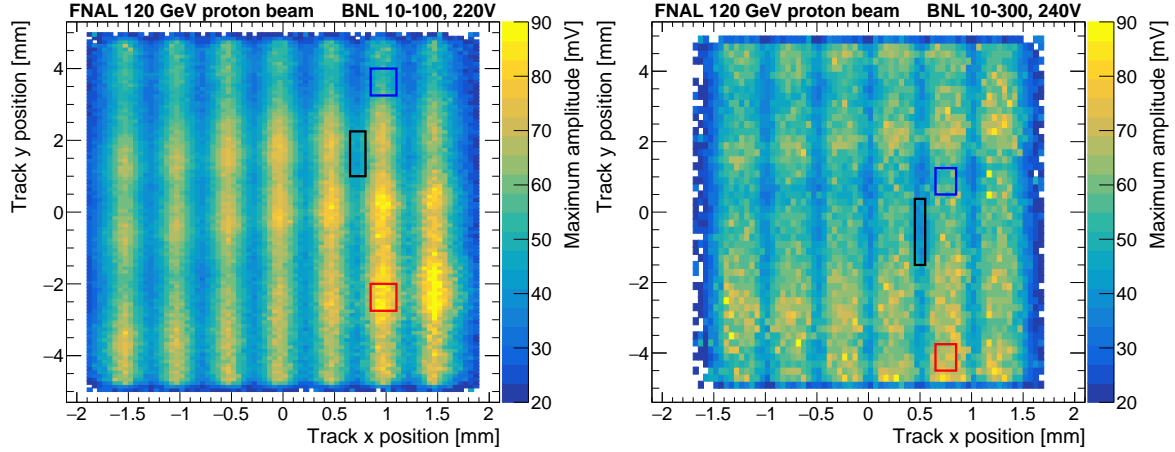 FNAL 120 GeV proton beam BNL 10-100, 220V
Track y position [mm]
4
2
0
−2
−4
−2 −1.5 −1 −0.5 0 0.5 1 1.5 2
Track x position [mm]
90
80
70
60
50
40
30
20
Maximum amplitude [mV]
FNAL 120 GeV proton beam BNL 10-300, 240V
Track y position [mm]
4
2
0
−2
−4
−2 −1.5 −1 −0.5 0 0.5 1 1.5 2
Track x position [mm]
90
80
70
60
50
40
30
20
Maximum amplitude [mV]